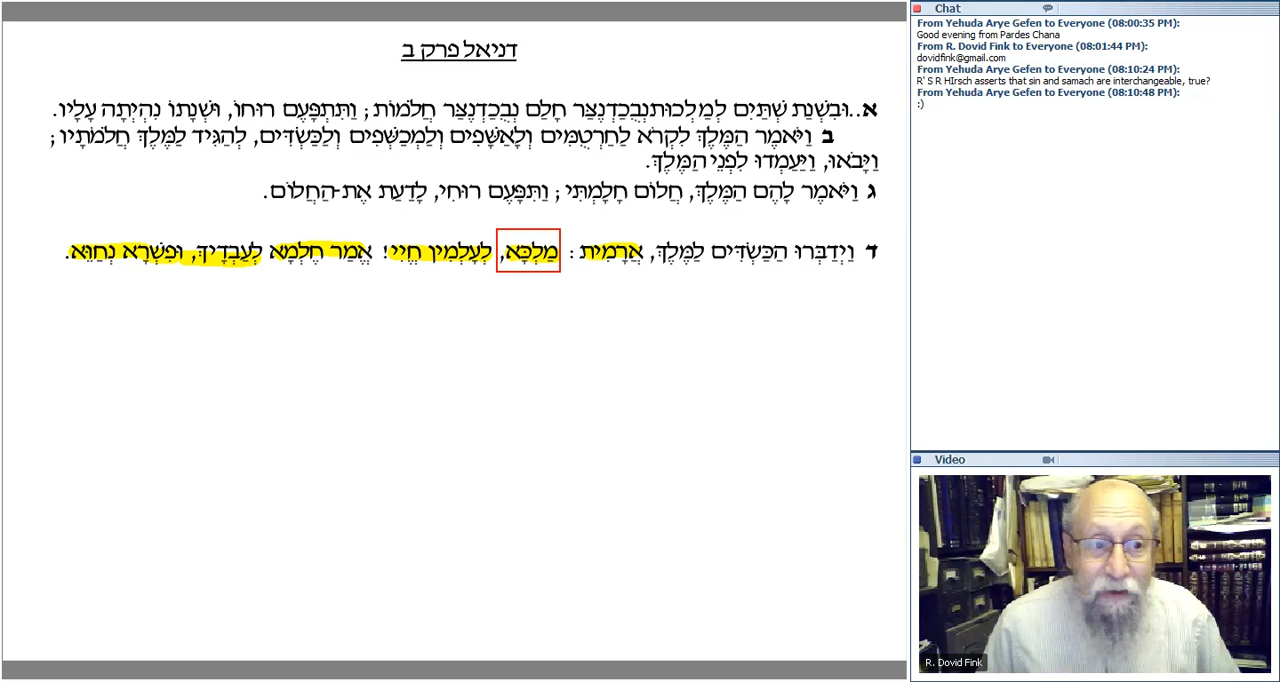 דניאל פרק ב
א..וּבִשְׁנַת שְׁתַּיִם לְמַלְכוּתנְבֻכַדְנֶצַּר חָלַם נְבֻכַדְנֶצַּר חֲלֹמוֹת; וַתִּתְפָּעֶם רוּחוֹ, וּשְׁנָתוֹ נִהְיְתָה עָלָיו.
ב וַיֹּאמֶר הַמֶּלֶךְ לִקְרֹא לַחַרְטֻמִּים וְלָאַשָּׁפִים וְלַמְכַשְּׁפִים וְלַכַּשְׂדִּים, לְהַגִּיד לַמֶּלֶךְ חֲלֹמֹתָיו;
וַיָּבֹאוּ, וַיַּעַמְדוּ לִפְנֵי הַמֶּלֶךְ.
ג וַיֹּאמֶר לָהֶם הַמֶּלֶךְ, חֲלוֹם חָלָמְתִּי; וַתִּפָּעֶם רוּחִי, לָדַעַת אֶת-הַחֲלוֹם.
ד וַיְדַבְּרוּ הַכַּשְׂדִּים לַמֶּלֶךְ, אֲרָמִית: מַלְכָּא, לְעָלְמִין חֱיִי! אֱמַר חֶלְמָא לְעַבְדָיךְ, וּפִשְׁרָא נְחַוֵּא.
Chat
From Yehuda Arye Gefen to Everyone (08:00:35 PM):
Good evening from Pardes Chana
From R. Dovid Fink to Everyone (08:01:44 PM):
dovidfink@gmail.com
From Yehuda Arye Gefen to Everyone (08:10:24 PM):
R' S R HIrsch asserts that sin and samach are interchangeable, true?
From Yehuda Arye Gefen to Everyone (08:10:48 PM):
:)
Video
R. Dovid Fink